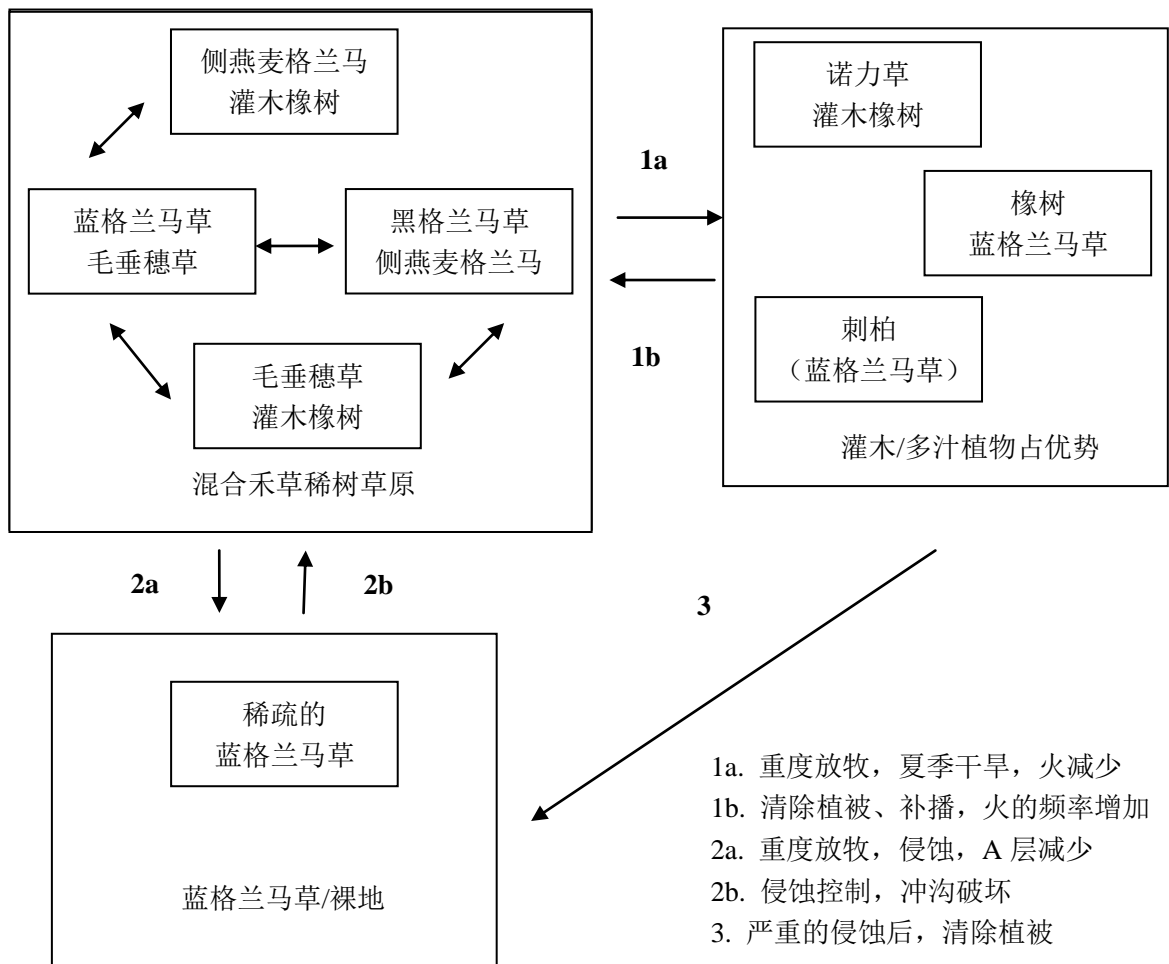 侧燕麦格兰马
灌木橡树
蓝格兰马草
毛垂穗草
黑格兰马草
侧燕麦格兰马
毛垂穗草
灌木橡树
混合禾草稀树草原
1a
1b
诺力草
灌木橡树
橡树
蓝格兰马草
刺柏
（蓝格兰马草）
灌木/多汁植物占优势
2a
2b
3
稀疏的
蓝格兰马草
蓝格兰马草/裸地
1a. 重度放牧，夏季干旱，火减少
1b. 清除植被、补播，火的频率增加
2a. 重度放牧，侵蚀，A 层减少
2b. 侵蚀控制，冲沟破坏
3. 严重的侵蚀后，清除植被